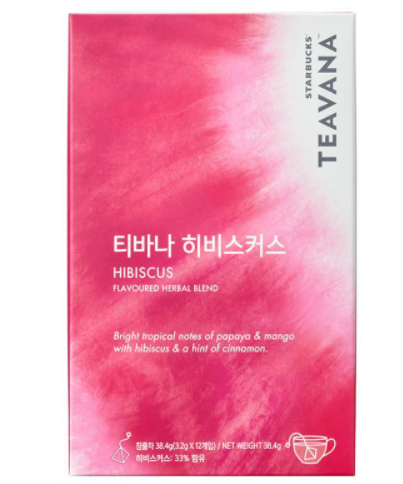 STARBUCKS™
TEAVANA™
티바나 히비스커스
HIBISCUS
FLAVOURED HERBAL BLEND
Bright tropical notes of papaya & mango
with hibiscus & a hint of cinnamon.
침출차 38.4g(3.2g X 12개입) / NET WEIGHT 38.4g
히비스커스: 33% 함유